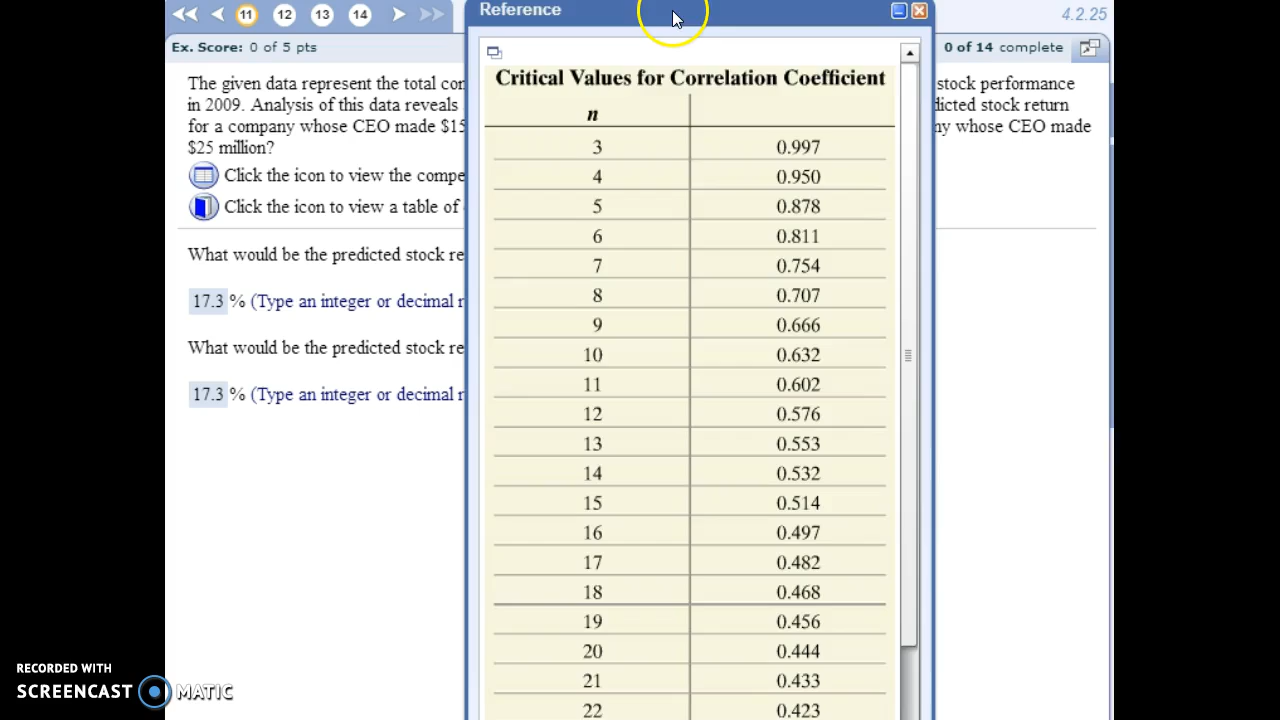 11 12 13 14
Reference
4.2.25
Ex. Score: 0 of 5 pts
0 of 14 complete
The given data represent the total con
stock performance
in 2009. Analysis of this data reveals
dicted stock return
for a company whose CEO made $15
ny whose CEO made
$25 million?
Click the icon to view the compe
Click the icon to view a table of
What would be the predicted stock re
17.3 % (Type an integer or decimal r
What would be the predicted stock re
17.3 % (Type an integer or decimal r
Critical Values for Correlation Coefficient
n
3 0.997
4 0.950
5 0.878
6 0.811
7 0.754
8 0.707
9 0.666
10 0.632
11 0.602
12 0.576
13 0.553
14 0.532
15 0.514
16 0.497
17 0.482
18 0.468
19 0.456
20 0.444
21 0.433
22 0.423
RECORDED WITH
SCREENCAST MATIC